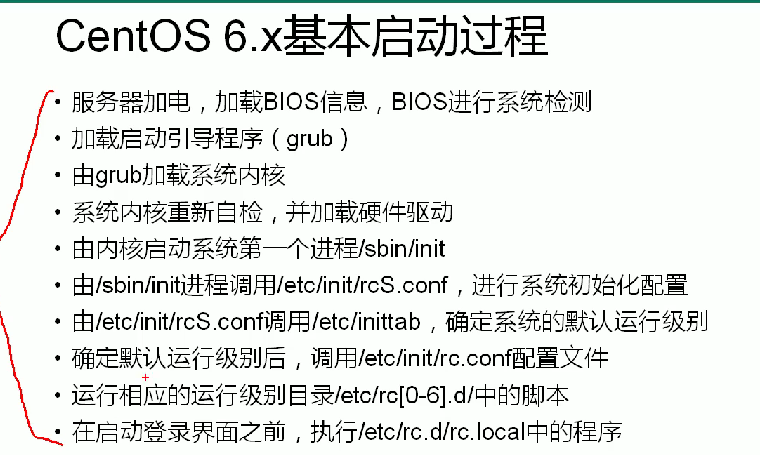 CentOS 6.x基本启动过程
• 服务器加电，加载BIOS信息，BIOS进行系统检测
• 加载启动引导程序（grub）
• 由grub加载系统内核
• 系统内核重新自检，并加载硬件驱动
• 由内核启动系统第一个进程/sbin/init
• 由/sbin/init进程调用/etc/init/rcS.conf，进行系统初始化配置
• 由/etc/init/rcS.conf调用/etc/inittab，确定系统的默认运行级别
• 确定默认运行级别后，调用/etc/init/rc.conf配置文件
• 运行相应的运行级别目录/etc/rc[0-6].d/中的脚本
• 在启动登录界面之前，执行/etc/rc.d/rc.local中的程序